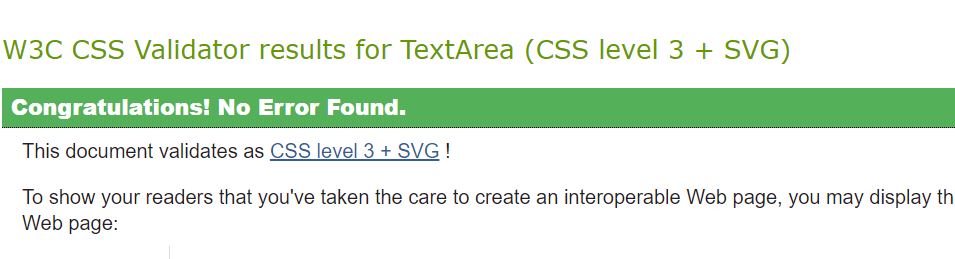 W3C CSS Validator results for TextArea (CSS level 3 + SVG)
Congratulations! No Error Found.
This document validates as CSS level 3 + SVG !
To show your readers that you've taken the care to create an interoperable Web page, you may display th
Web page: